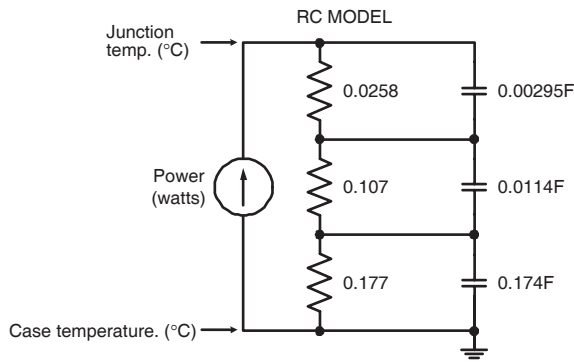 RC MODEL
Junction
temp. (°C)
0.0258
0.00295F
Power
(watts)
0.107
0.0114F
0.177
0.174F
Case temperature. (°C)